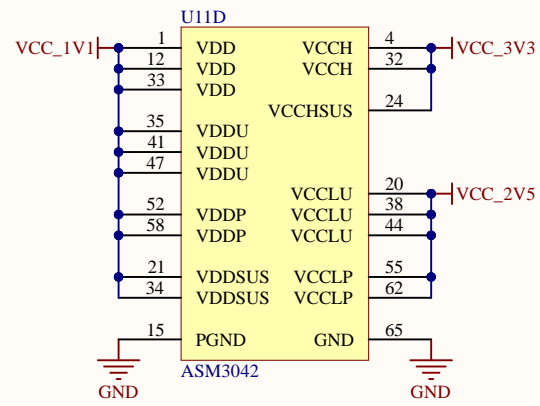 U11D
VCC_1V1 1 VDD VCCH 4 VCC_3V3
12 VDD VCCH 32
33 VDD
VCCHSUS 24
35 VDDU
41 VDDU
47 VDDU
VCCLU 20 VCC_2V5
52 VDDP VCCLU 38
58 VDDP VCCLU 44
21 VDDSUS VCCLP 55
34 VDDSUS VCCLP 62
15 PGND GND 65
GND ASM3042 GND